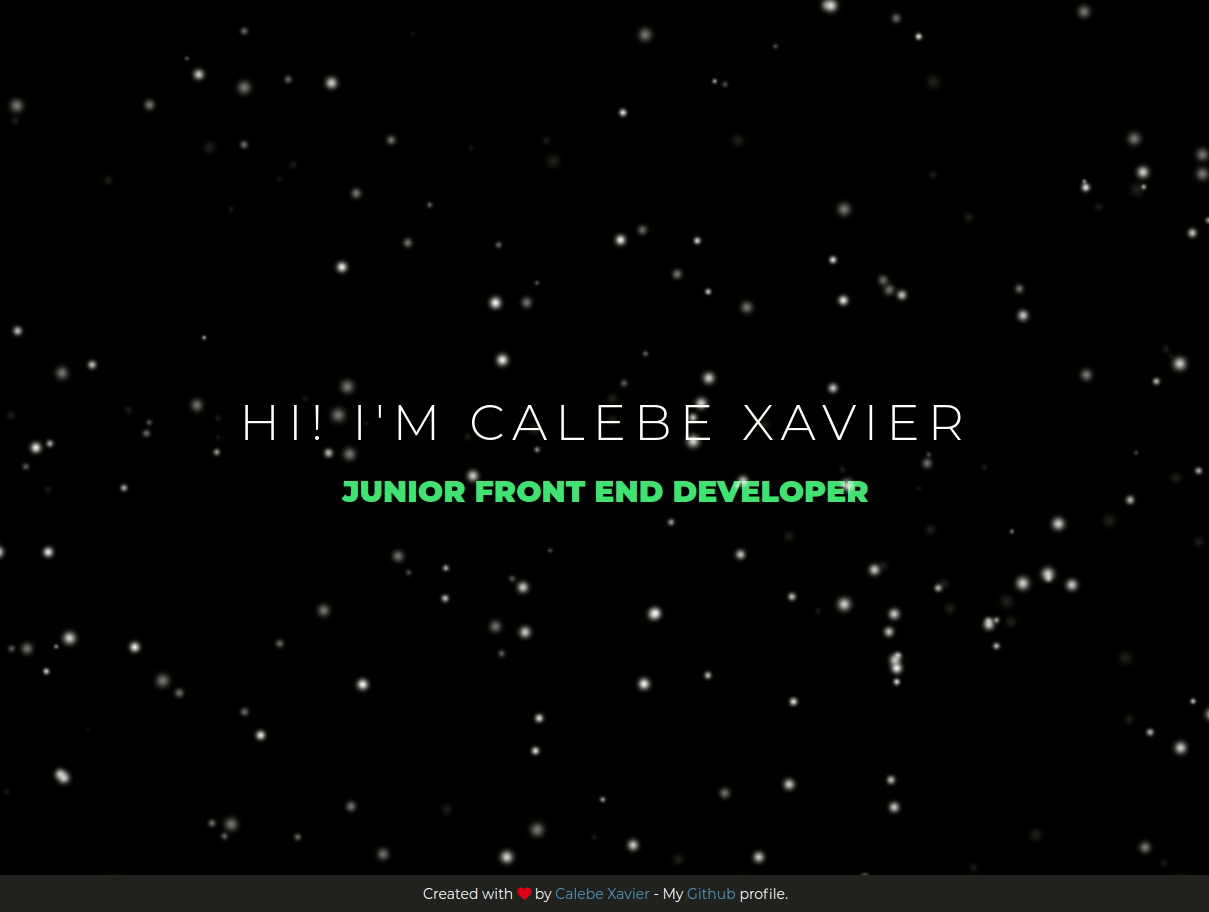 HI! I'M CALEBE XAVIER
JUNIOR FRONT END DEVELOPER
Created with ❤ by Calebe Xavier - My Github profile.